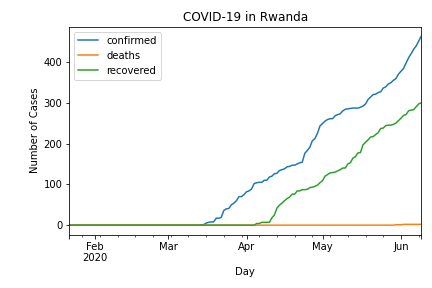 COVID-19 in Rwanda
confirmed
deaths
recovered
Number of Cases
400
300
200
100
0
Feb
2020
Mar
Apr
May
Jun
Day